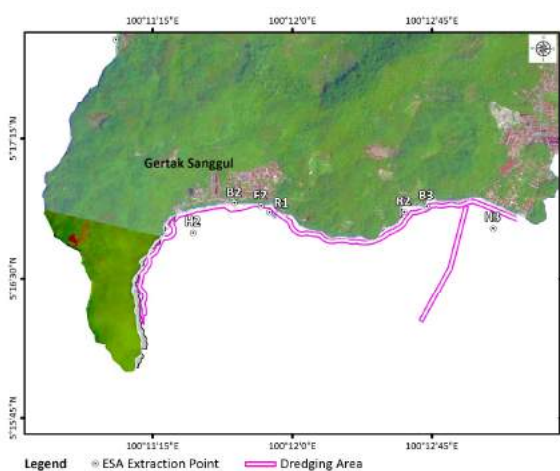 100°11'15" 100°12'0" 100°12'45"
5°17'15"
Gertak Sanggul
B2 F7 R1 R2 B3
H2 H3
5°16'30"
5°15'45"
100°11'15" 100°12'0" 100°12'45"
Legend ESA Extraction Point Dredging Area